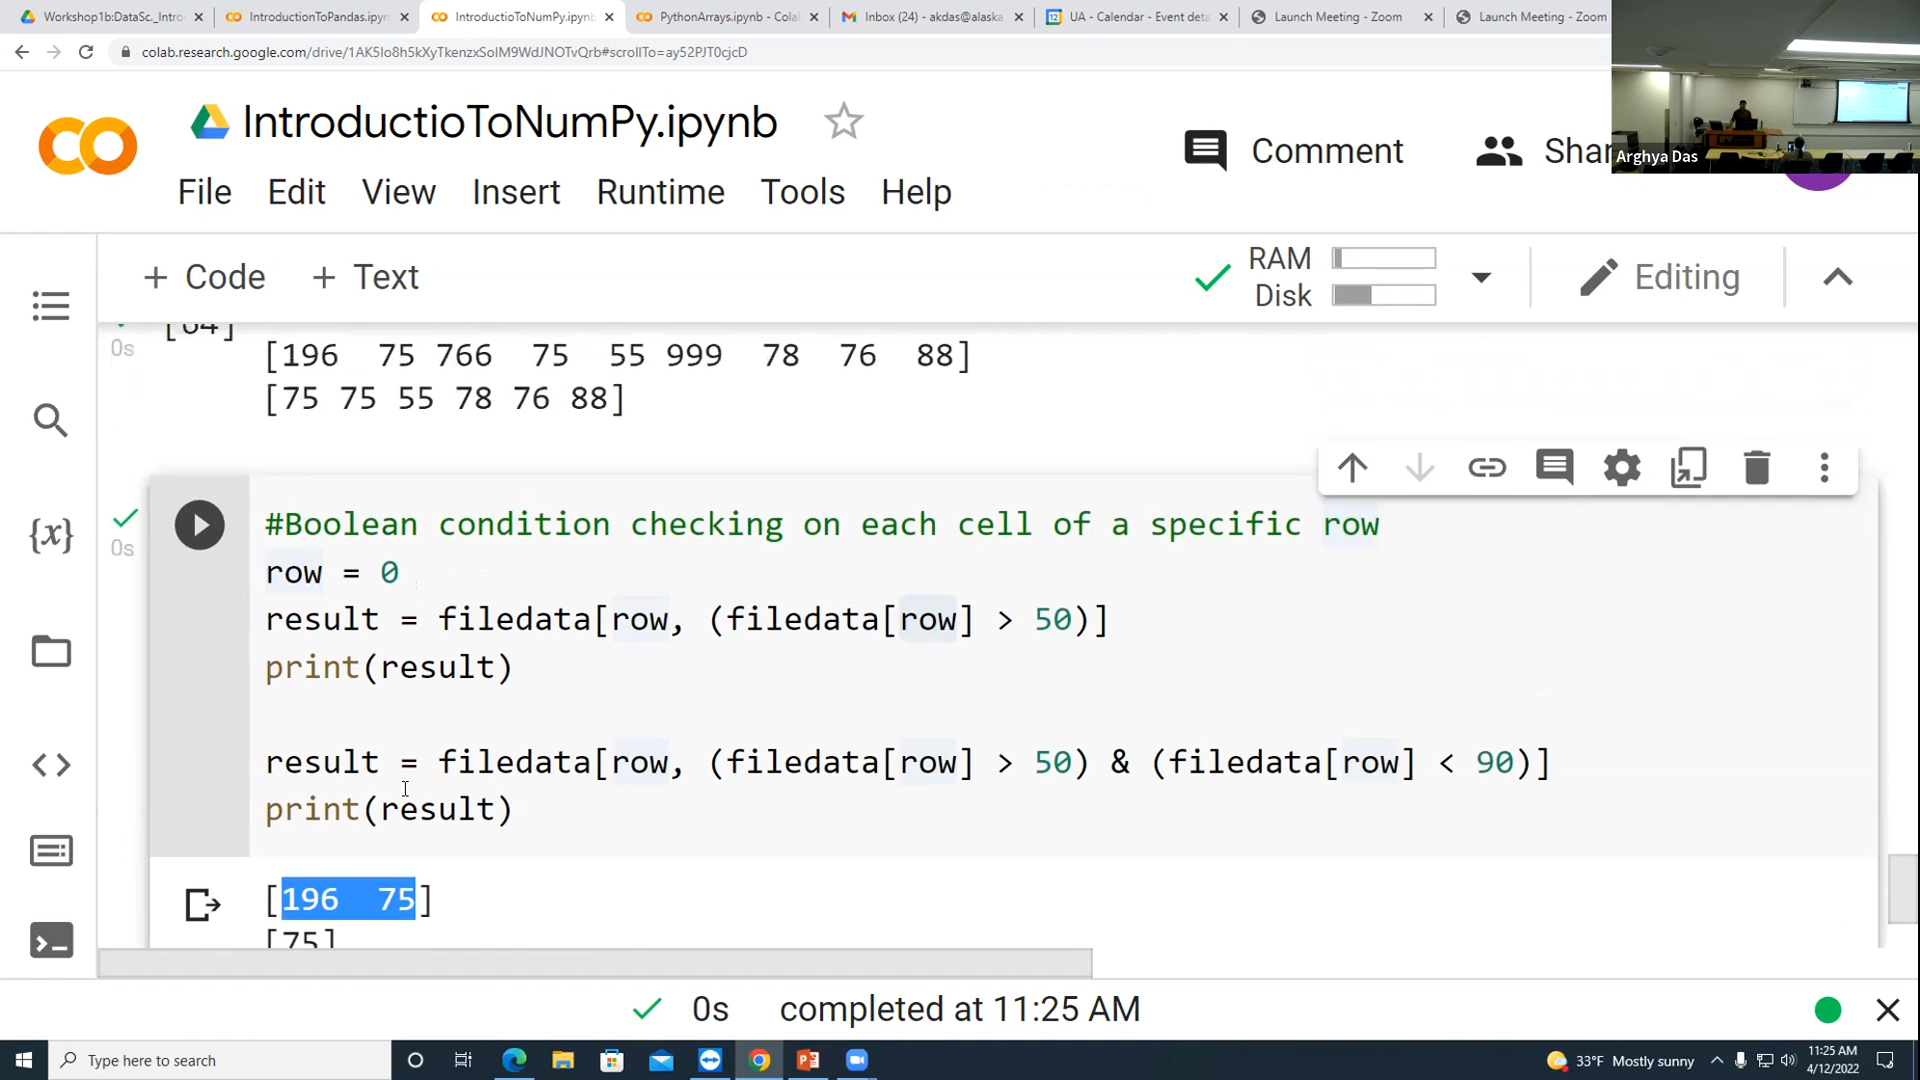 Workshop1b:DataSc._Intro
IntroductionToPandas.ipyn
IntroductioToNumPy.ipynb
PythonArrays.ipynb - Cola
Inbox (24) - akdas@alaska
UA - Calendar - Event deta
Launch Meeting - Zoom
Launch Meeting - Zoom
colab.research.google.com/drive/1AK5Io8h5kXyTkenzxSoIM9WdJNOTvQrb#scrollTo=ay52PJT0cjcD
IntroductioToNumPy.ipynb
Comment
Shar
Arghya Das
File Edit View Insert Runtime Tools Help
+ Code + Text
RAM
Disk
Editing
[64]
0s
[196 75 766 75 55 999 78 76 88]
[75 75 55 78 76 88]
0s
#Boolean condition checking on each cell of a specific row
row = 0
result = filedata[row, (filedata[row] > 50)]
print(result)
result = filedata[row, (filedata[row] > 50) & (filedata[row] < 90)]
print(result)
[196 75]
[75]
{x}
0s completed at 11:25 AM
Type here to search
33°F Mostly sunny
11:25 AM
4/12/2022